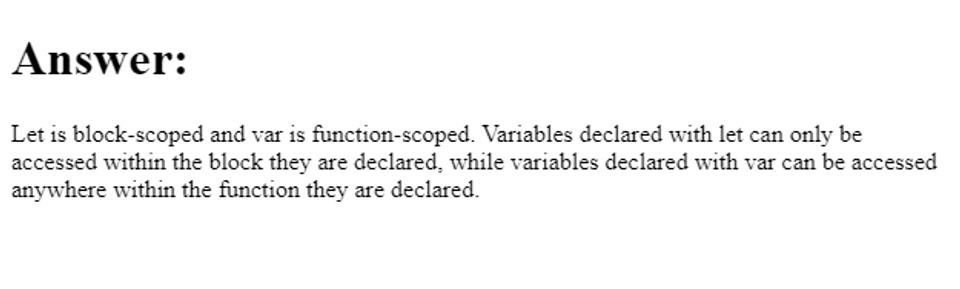 Answer:
Let is block-scoped and var is function-scoped. Variables declared with let can only be
accessed within the block they are declared, while variables declared with var can be accessed
anywhere within the function they are declared.